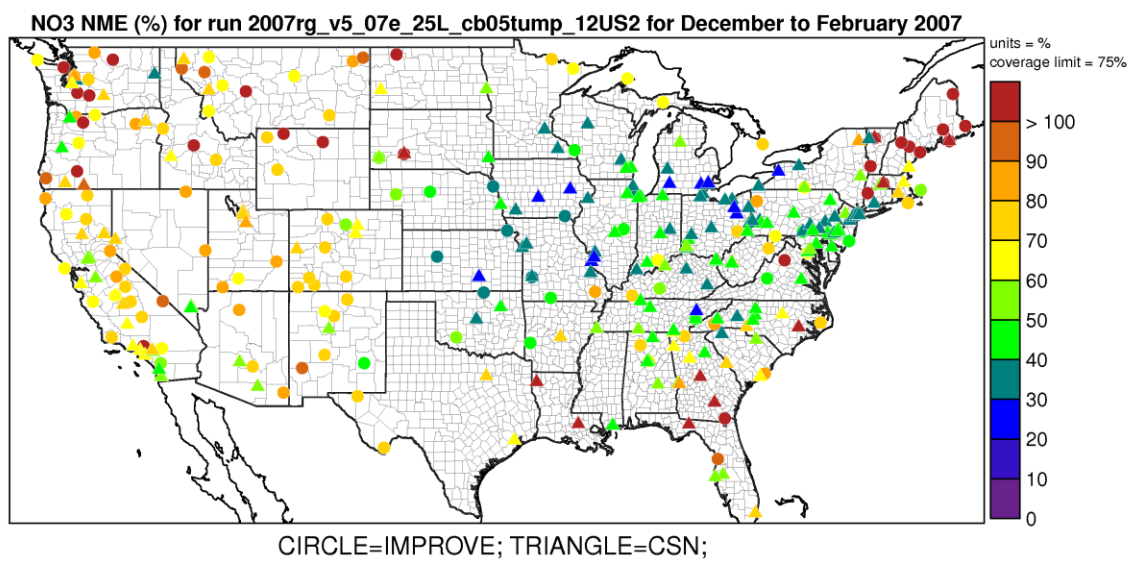 NO3 NME (%) for run 2007rg_v5_07e_25L_cb05tump_12US2 for December to February 2007
units = %
coverage limit = 75%
> 100
90
80
70
60
50
40
30
20
10
0
CIRCLE=IMPROVE; TRIANGLE=CSN;